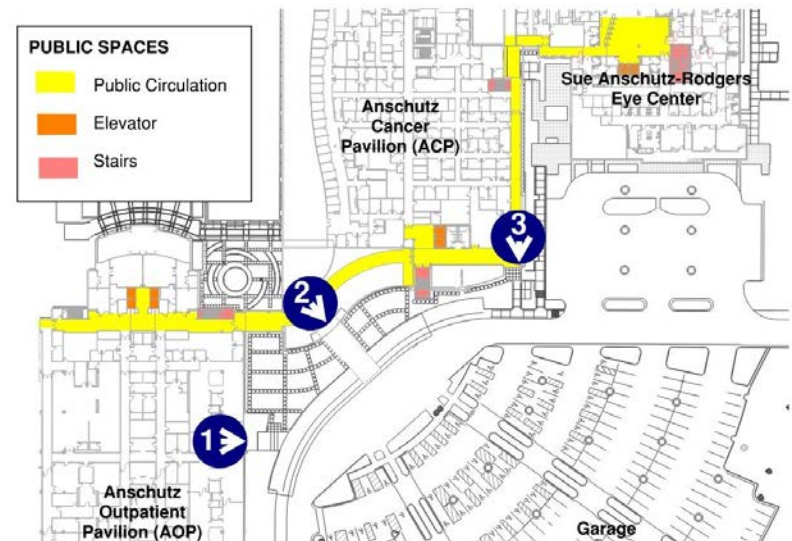 PUBLIC SPACES
Public Circulation
Elevator
Stairs
Anschutz
Cancer
Pavilion (ACP)
Sue Anschutz-Rodgers
Eye Center
3
2
1
Anschutz
Outpatient
Pavilion (AOP)
Garage